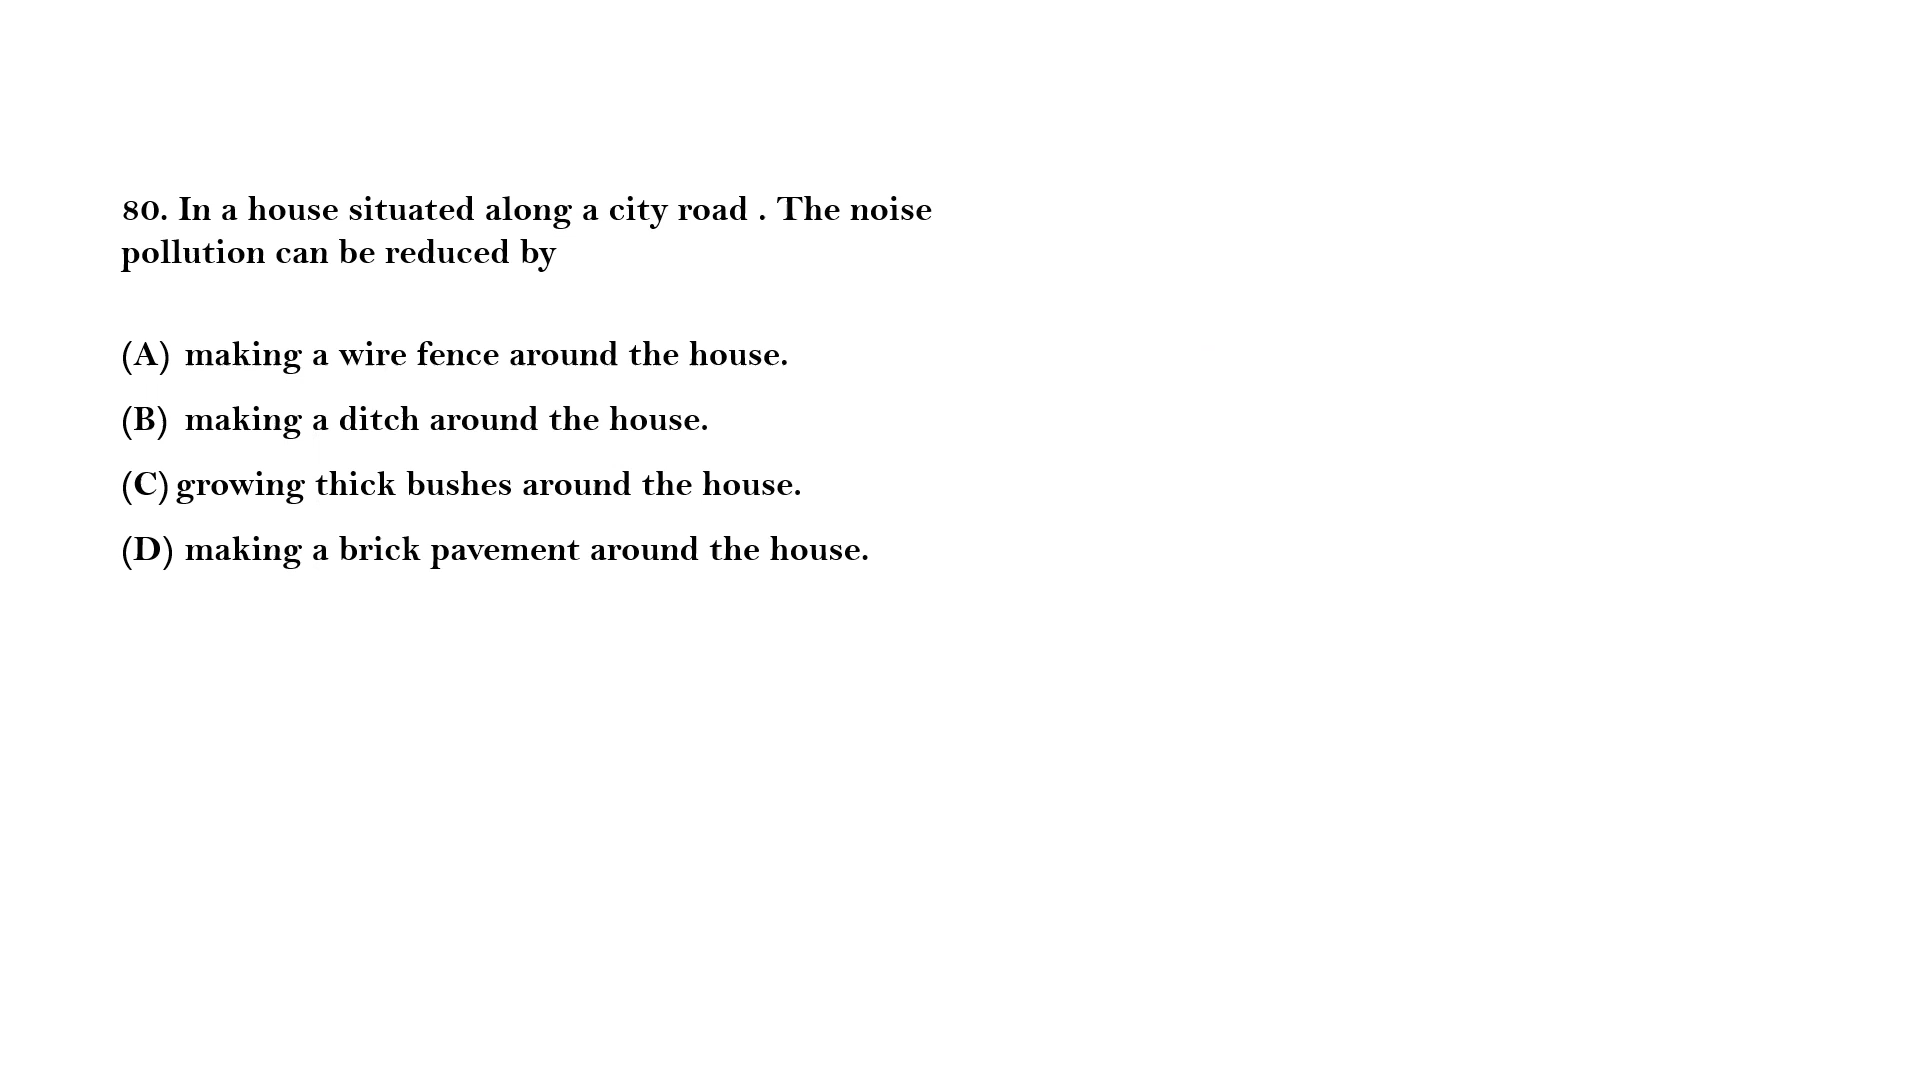 80. In a house situated along a city road . The noise
pollution can be reduced by
(A) making a wire fence around the house.
(B) making a ditch around the house.
(C) growing thick bushes around the house.
(D) making a brick pavement around the house.